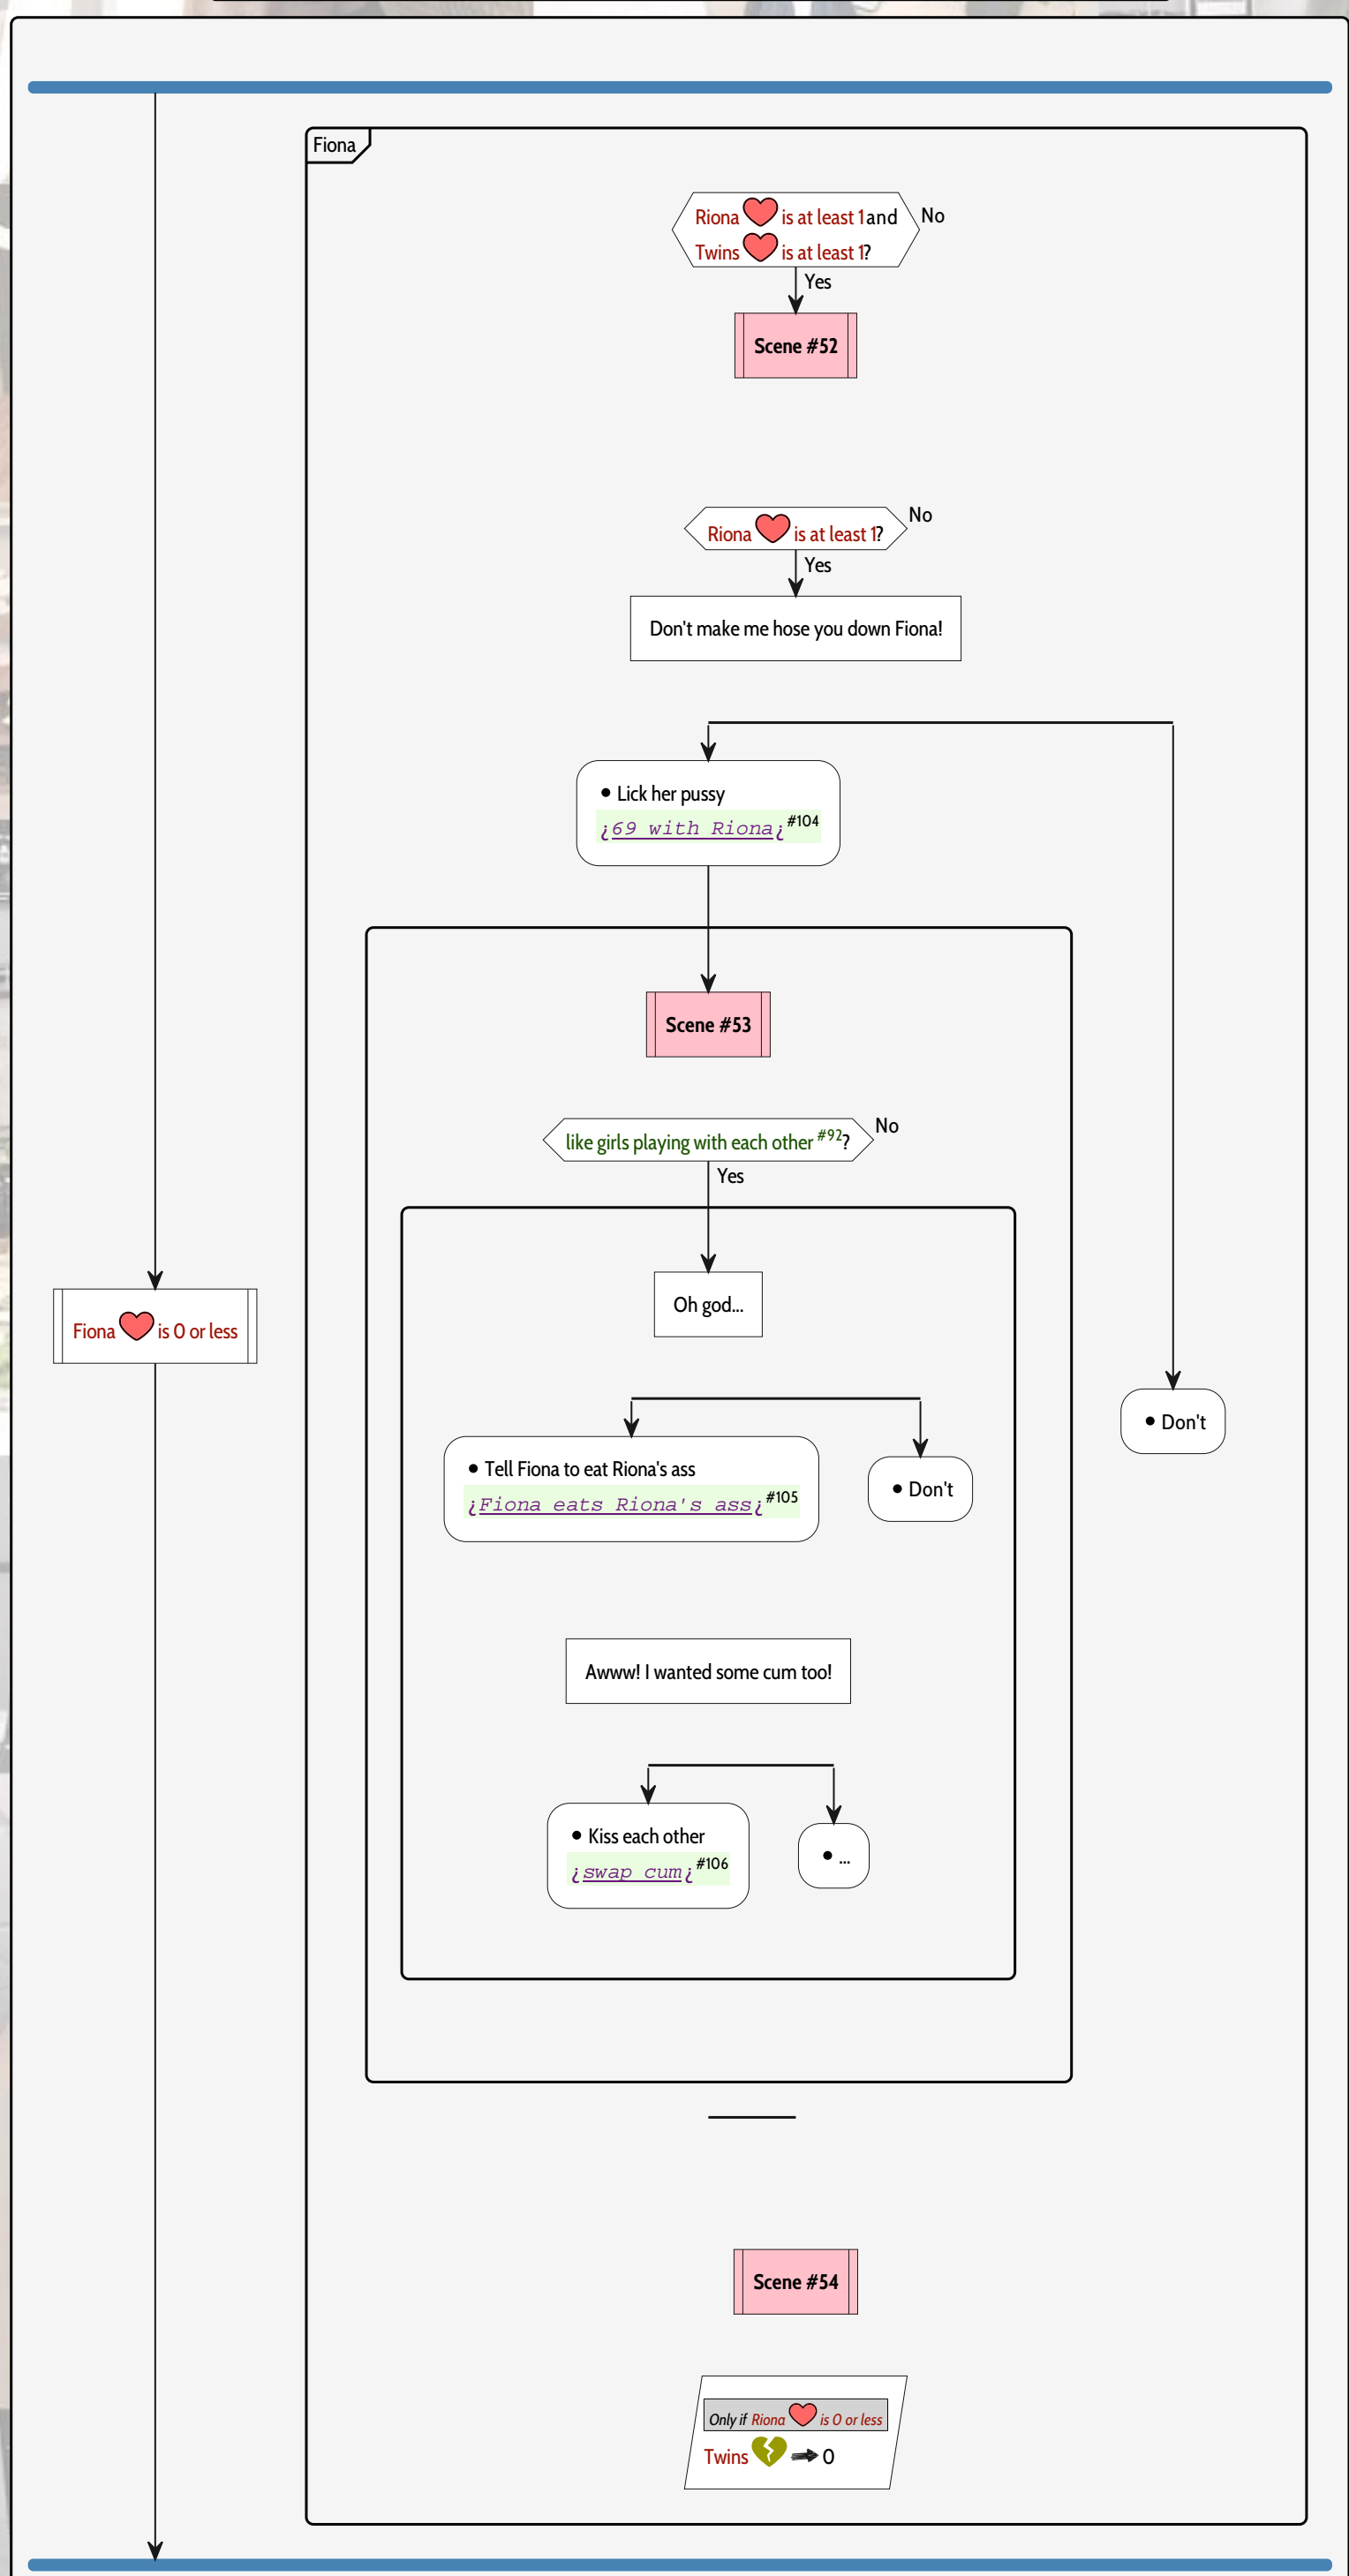 Fiona
Riona is at least 1 and
Twins is at least 1?
No
Yes
Scene #52
Riona is at least 1?
No
Yes
Don't make me hose you down Fiona!
• Lick her pussy
¿69 with Riona¿ #104
Scene #53
like girls playing with each other #92?
No
Yes
Oh god...
Fiona is 0 or less
• Don't
• Tell Fiona to eat Riona's ass
¿Fiona eats Riona's ass¿ #105
• Don't
Awww! I wanted some cum too!
• Kiss each other
¿swap cum¿ #106
• ...
Scene #54
Only if Riona is 0 or less
Twins 0